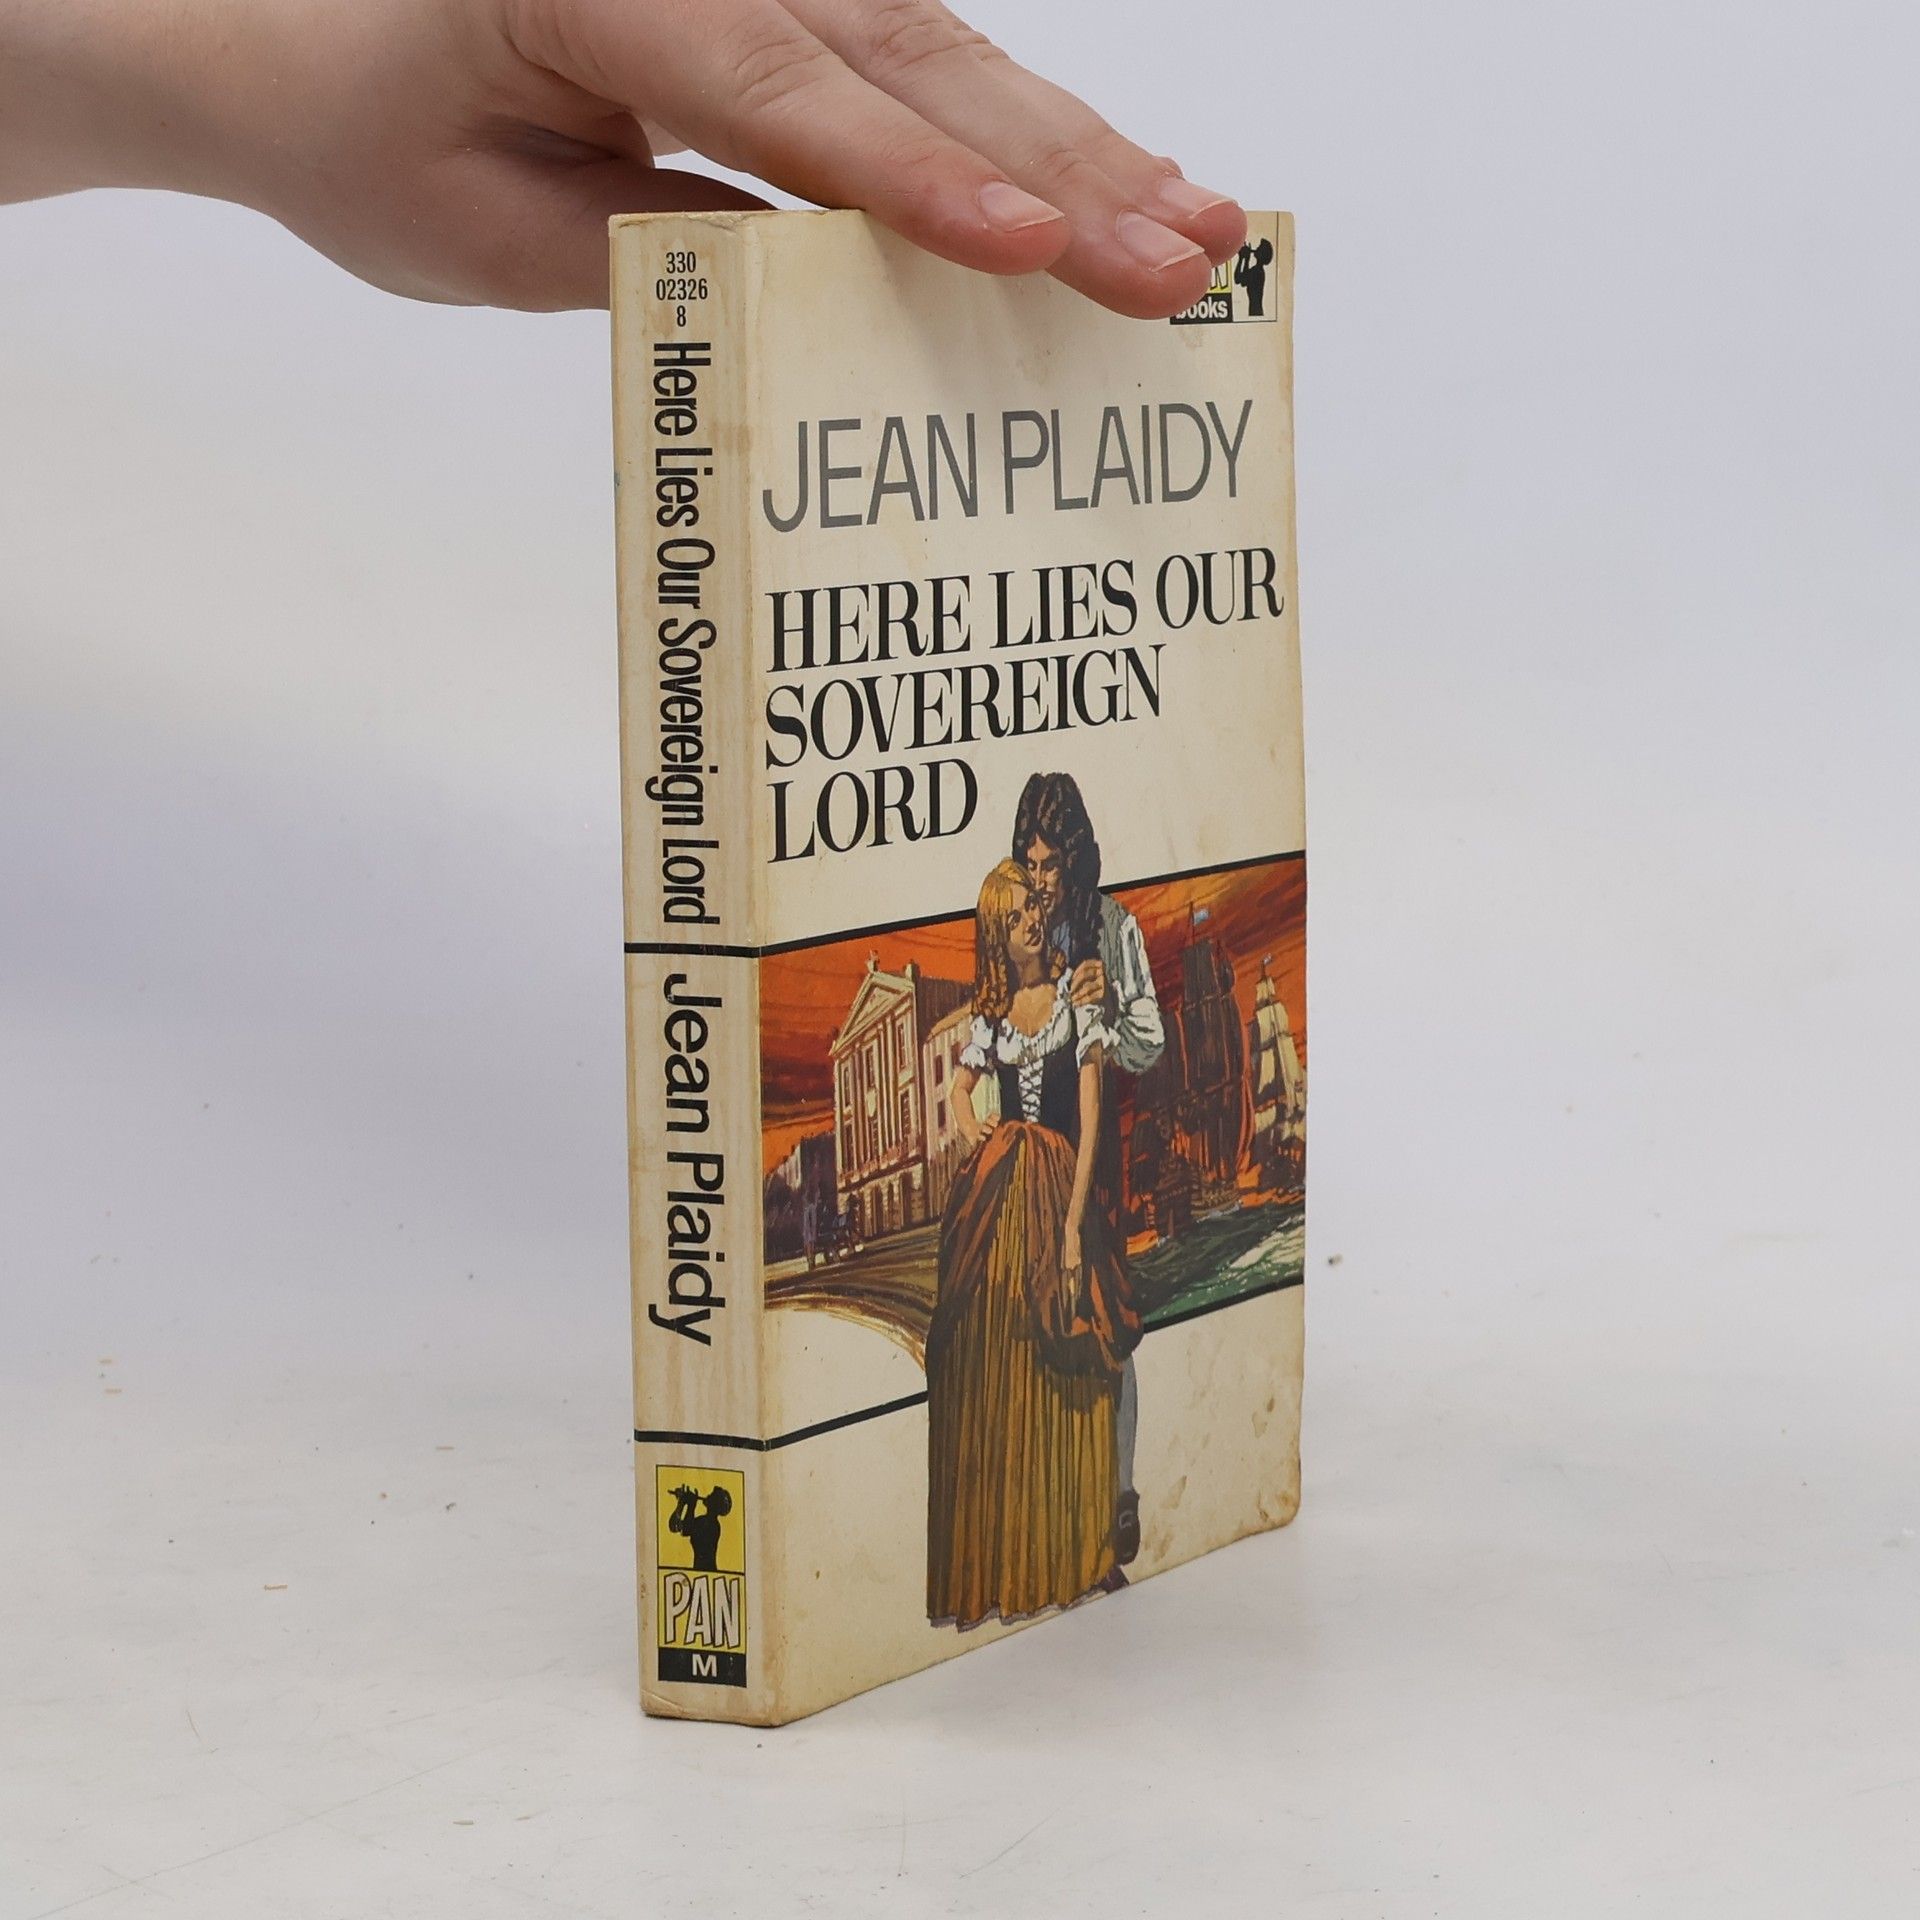 330
02326
8
Here Lies Our Sovereign Lord
Jean Plaidy
PAN
M
books
JEAN PLAIDY
HERE LIES OUR
SOVEREIGN
LORD